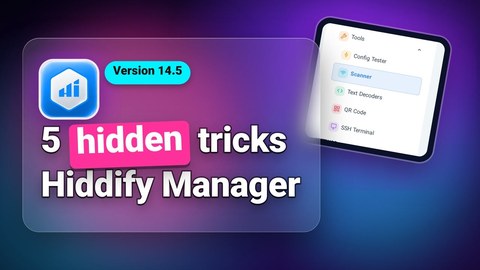 Version 14.5
5 hidden tricks
Hiddify Manager
Tools
Config Tester
Scanner
Text Decoders
QR Code
SSH Terminal